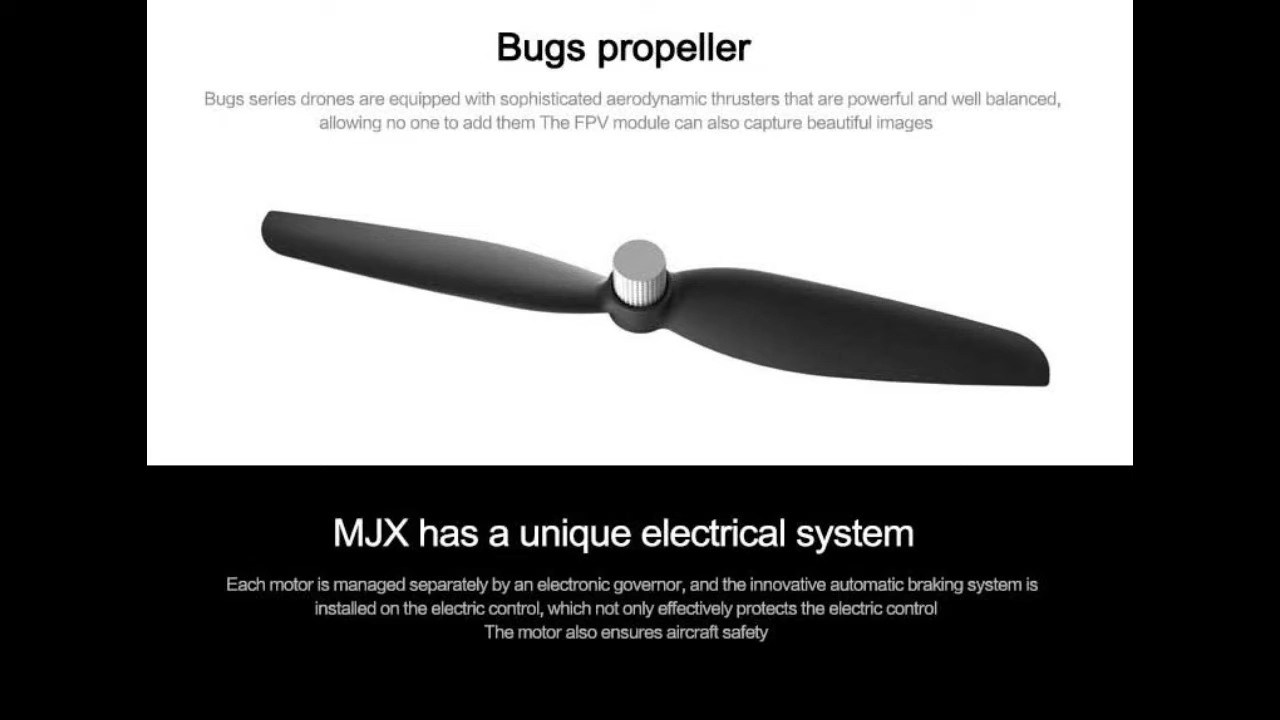 Bugs propeller
Bugs series drones are equipped with sophisticated aerodynamic thrusters that are powerful and well balanced,
allowing no one to add them The FPV module can also capture beautiful images
MJX has a unique electrical system
Each motor is managed separately by an electronic governor, and the innovative automatic braking system is
installed on the electric control, which not only effectively protects the electric control
The motor also ensures aircraft safety